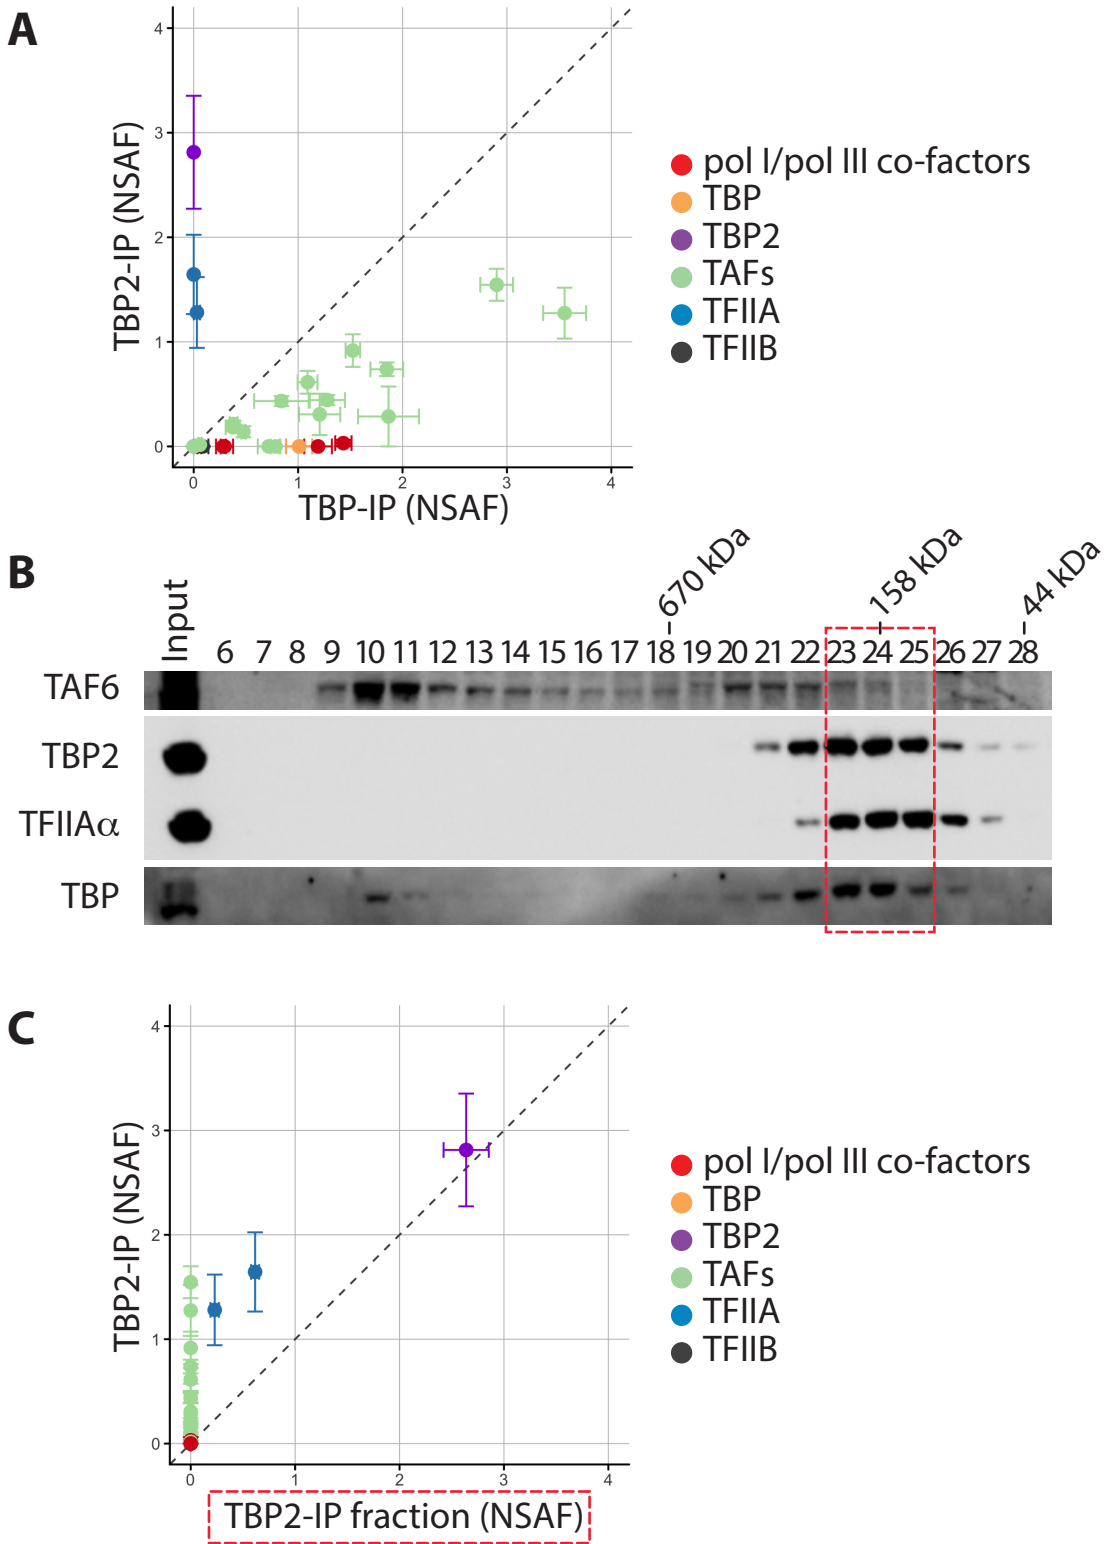 A
TBP2-IP (NSAF)
4
3
2
1
0
0 1 2 3 4
TBP-IP (NSAF)
pol I/pol III co-factors
TBP
TBP2
TAFs
TFIIA
TFIIB
B
Input
670 kDa
158 kDa
44 kDa
6 7 8 9 10 11 12 13 14 15 16 17 18 19 20 21 22 23 24 25 26 27 28
TAF6
TBP2
TFIIAα
TBP
C
TBP2-IP (NSAF)
4
3
2
1
0
0 1 2 3 4
TBP2-IP fraction (NSAF)
pol I/pol III co-factors
TBP
TBP2
TAFs
TFIIA
TFIIB